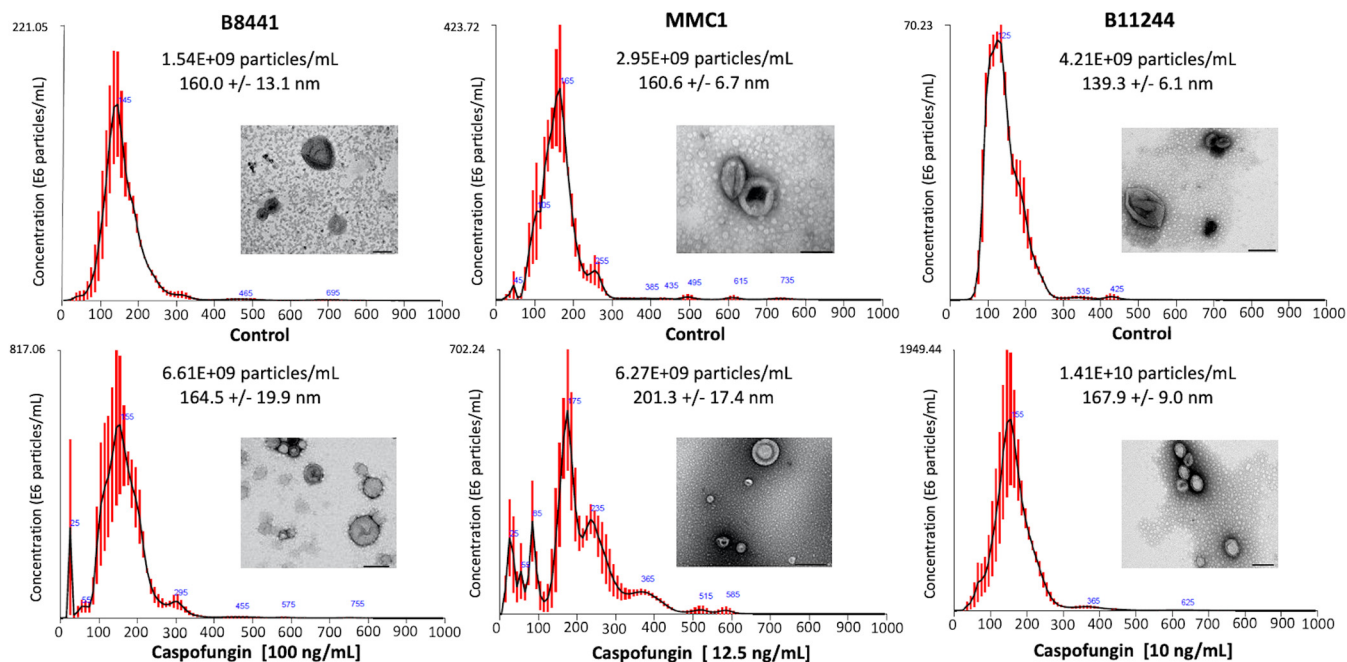 B8441
221.05
1.54E+09 particles/mL
160.0 +/- 13.1 nm
145
465
695
Concentration (E6 particles/mL)
0 100 200 300 400 500 600 700 800 900 1000
Control
MMC1
423.72
2.95E+09 particles/mL
160.6 +/- 6.7 nm
165
105
45
255
385
435
495
615
735
Concentration (E6 particles/mL)
0 100 200 300 400 500 600 700 800 900 1000
Control
B11244
70.23
4.21E+09 particles/mL
139.3 +/- 6.1 nm
125
335
425
Concentration (E6 particles/mL)
0 100 200 300 400 500 600 700 800 900 1000
Control
817.06
6.61E+09 particles/mL
164.5 +/- 19.9 nm
155
25
55
295
455
575
755
Concentration (E6 particles/mL)
0 100 200 300 400 500 600 700 800 900 1000
Caspofungin [100 ng/mL]
702.24
6.27E+09 particles/mL
201.3 +/- 17.4 nm
175
85
235
25
55
365
515
585
Concentration (E6 particles/mL)
0 100 200 300 400 500 600 700 800 900 1000
Caspofungin [ 12.5 ng/mL]
1949.44
1.41E+10 particles/mL
167.9 +/- 9.0 nm
155
365
625
Concentration (E6 particles/mL)
0 100 200 300 400 500 600 700 800 900 1000
Caspofungin [10 ng/mL]